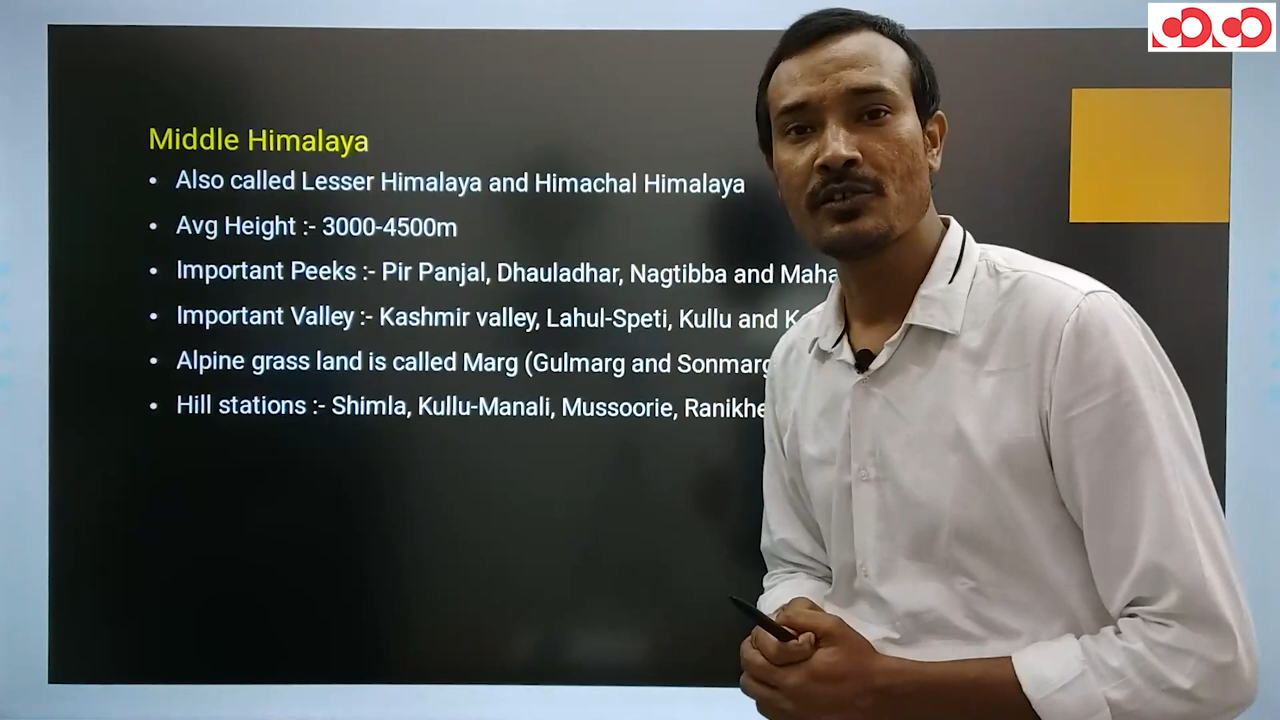 Middle Himalaya
• Also called Lesser Himalaya and Himachal Himalaya
• Avg Height :- 3000-4500m
• Important Peeks :- Pir Panjal, Dhauladhar, Nagtibba and
• Important Valley :- Kashmir valley, Lahul-Speti, Kullu and
• Alpine grass land is called Marg (Gulmarg and Sonmarg
• Hill stations :- Shimla, Kullu-Manali, Mussoorie,